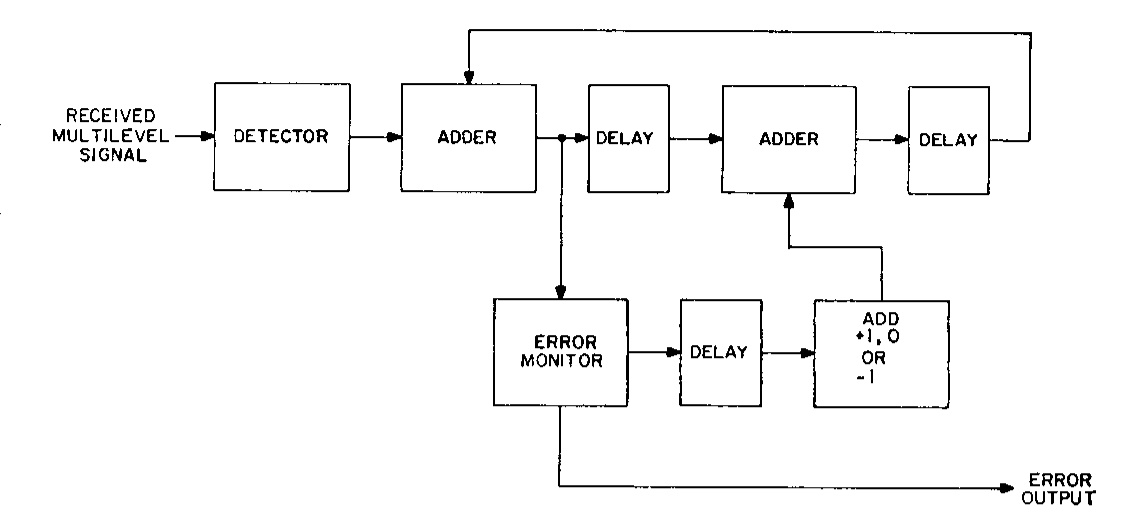 RECEIVED
MULTILEVEL
SIGNAL
DETECTOR
ADDER
DELAY
ADDER
DELAY
ERROR
MONITOR
DELAY
ADD
+1, 0
OR
-1
ERROR
OUTPUT